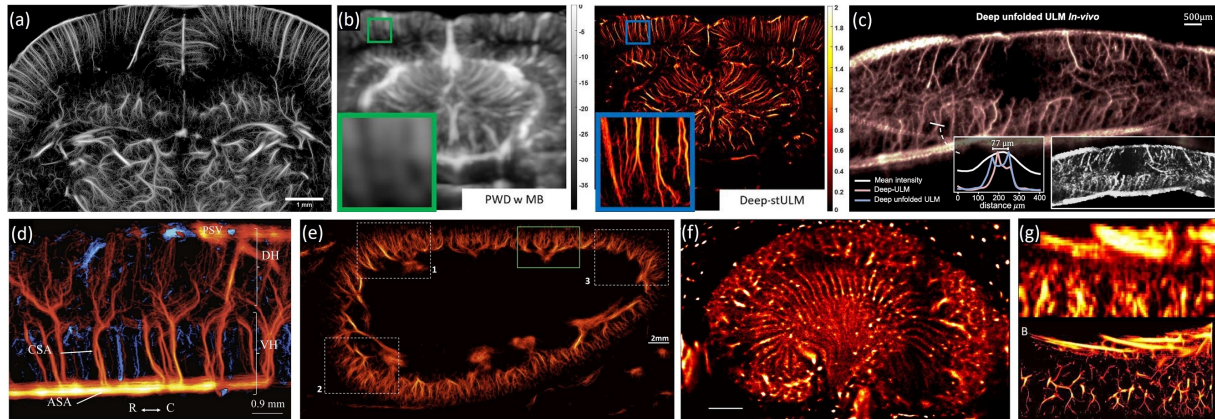 (a)
1 mm
(b)
0
-5
-10
-15
-20
-25
-30
-35
PWD w MB
2
1.8
1.6
1.4
1.2
1
0.8
0.6
0.4
0.2
0
Deep-stULM
(c)
Deep unfolded ULM In-vivo
500μm
77 μm
Mean intensity
Deep-ULM
Deep unfolded ULM
0 100 200 300 400
distance μm
(d)
PSV
DH
CSA
VH
ASA
R ⟷ C
0.9 mm
(e)
1
2
3
2mm
(f)
(g)
B